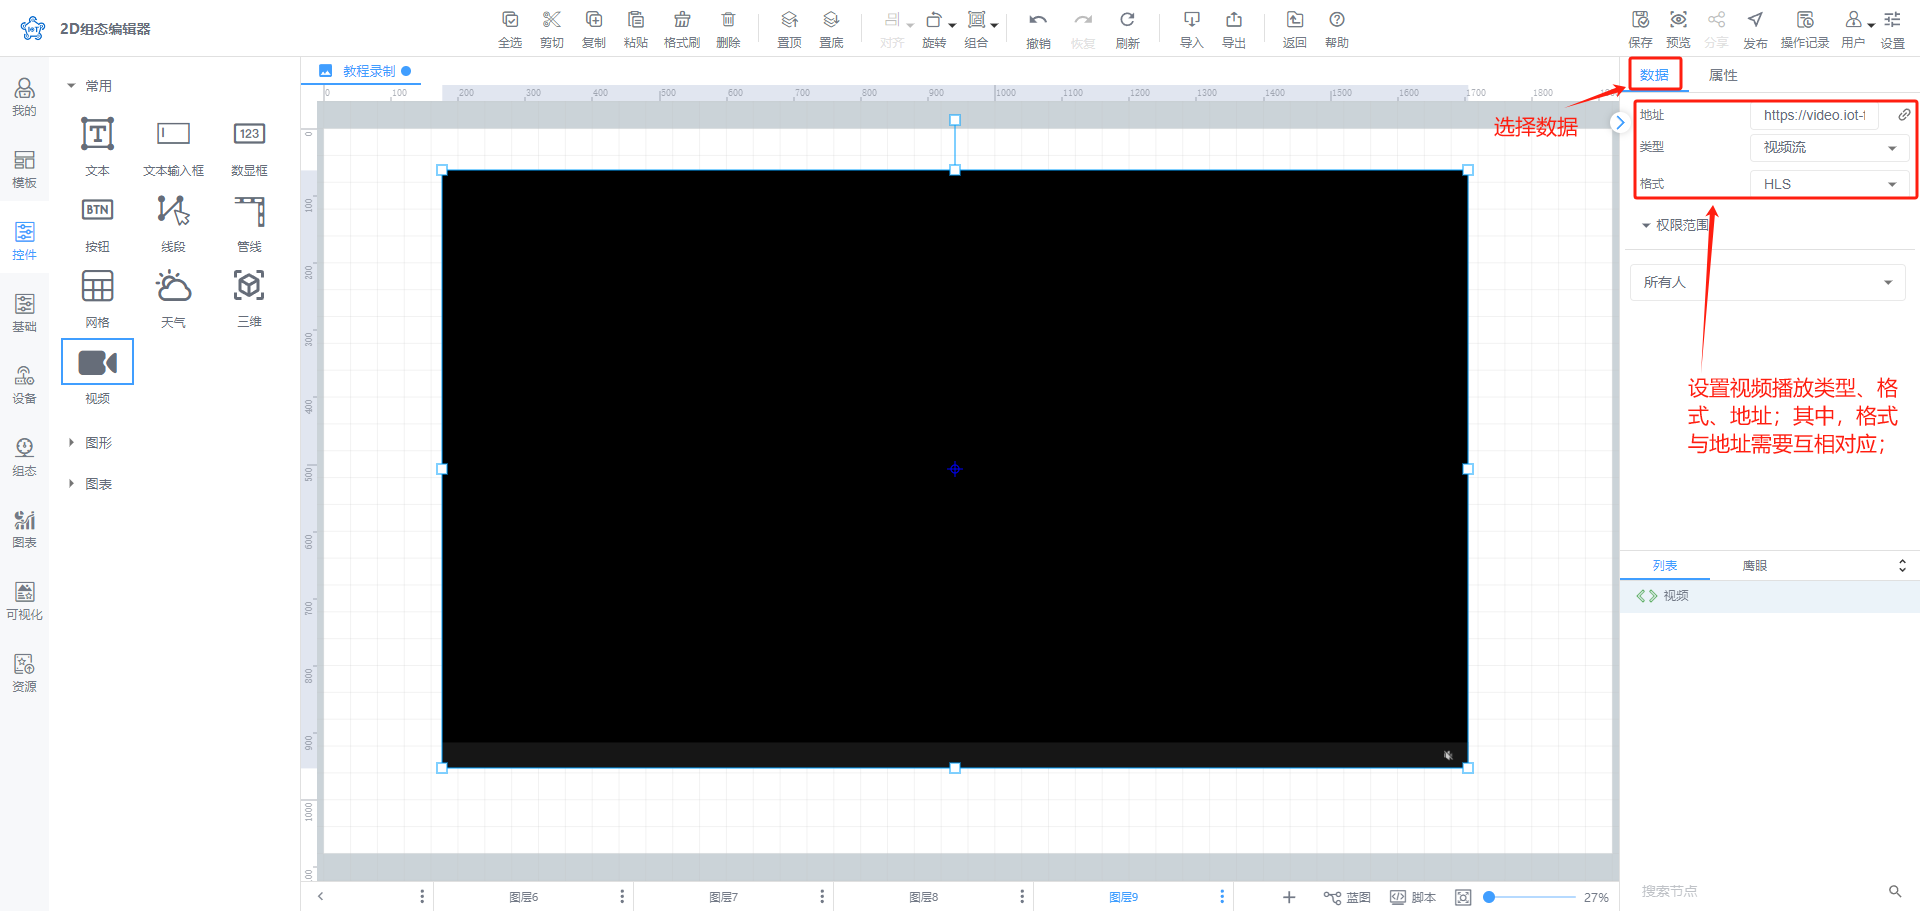 2D组态编辑器
全选 剪切 复制 粘贴 格式刷 删除 置顶 置底 对齐 旋转 组合 撤销 恢复 刷新 导入 导出 返回 帮助 保存 预览 分享 发布 操作记录 用户 设置
我的
模板
控件
基础
设备
组态
图表
可视化
资源
常用
文本 文本输入框 数显框
BTN
123
按钮 线段 管线
网格 天气 三维
视频
图形
图表
教程录制
0 100 200 300 400 500 600 700 800 900 1000 1100 1200 1300 1400 1500 1600 1700 1800
0
100
200
300
400
500
600
700
800
900
1000
选择数据
数据 属性
地址 https://video.iot-
类型 视频流
格式 HLS
权限范围
所有人
设置视频播放类型、格
式、地址；其中，格式
与地址需要互相对应；
列表 鹰眼
视频
搜索节点
图层6 图层7 图层8 图层9 蓝图 脚本 27%